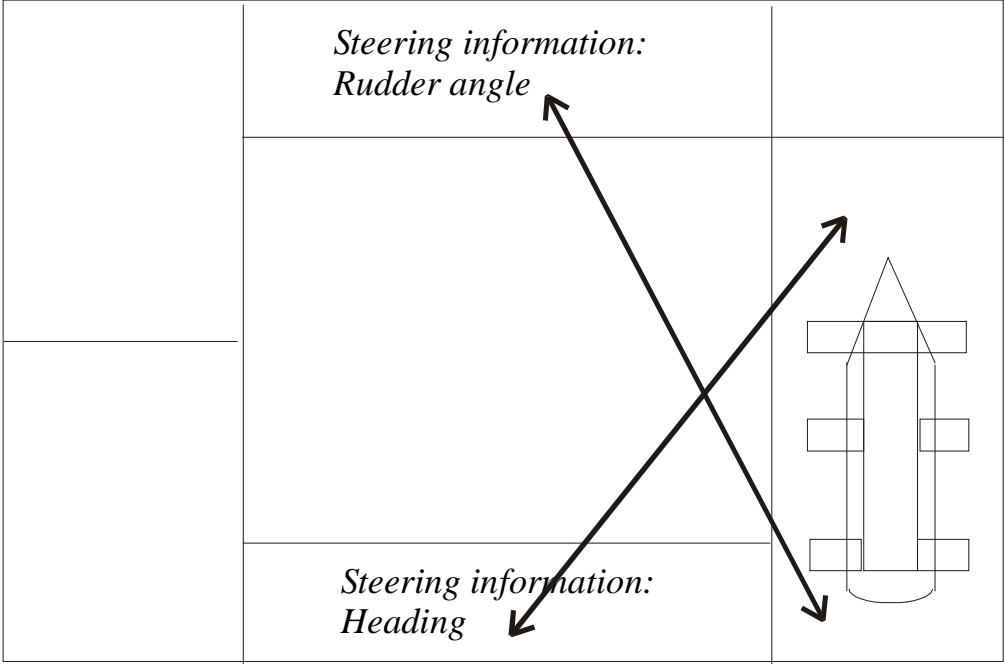 Steering information:
Rudder angle
Steering information:
Heading